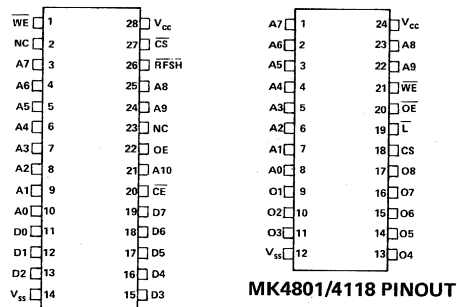 WE 1 28 Vcc
NC 2 27 CS
A7 3 26 RFSH
A6 4 25 A8
A5 5 24 A9
A4 6 23 NC
A3 7 22 OE
A2 8 21 A10
A1 9 20 CE
A0 10 19 D7
D0 11 18 D6
D1 12 17 D5
D2 13 16 D4
Vss 14 15 D3
A7 1 24 Vcc
A6 2 23 A8
A5 3 22 A9
A4 4 21 WE
A3 5 20 OE
A2 6 19 L
A1 7 18 CS
A0 8 17 O8
O1 9 16 O7
O2 10 15 O6
O3 11 14 O5
Vss 12 13 O4
MK4801/4118 PINOUT